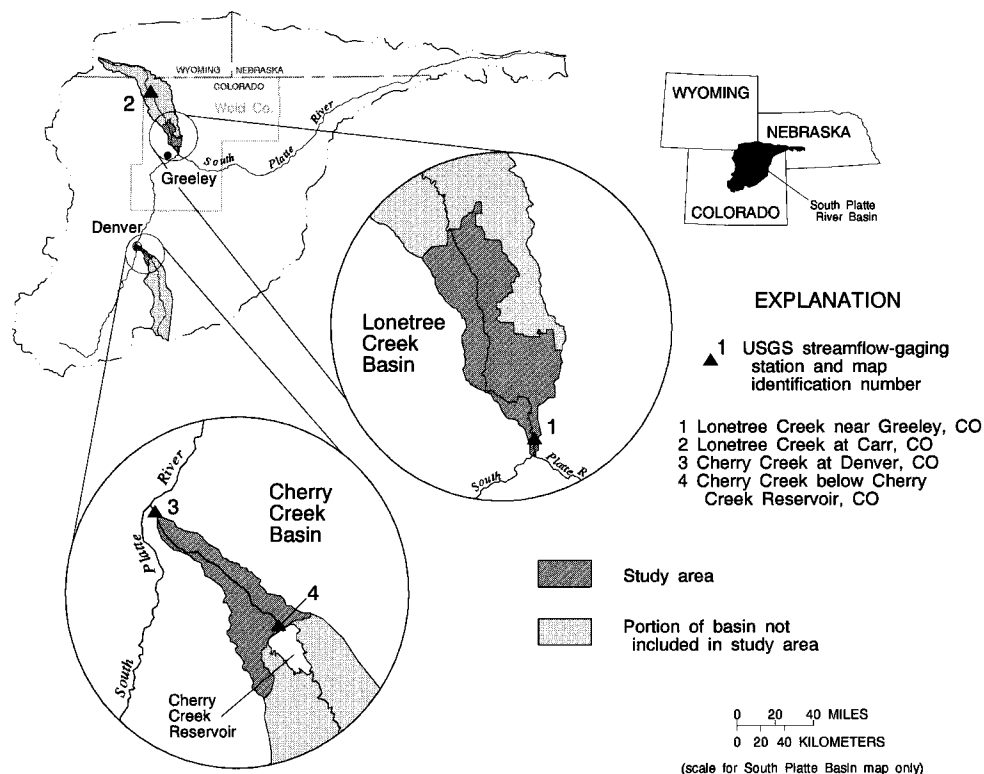 WYOMING NEBRASKA
COLORADO
Weld Co.
2
River
South
Platte
Greeley
Denver
WYOMING
NEBRASKA
COLORADO
South Platte
River Basin
Lonetree
Creek
Basin
1
South
Platte R
EXPLANATION
1 USGS streamflow-gaging
station and map
identification number
1 Lonetree Creek near Greeley, CO
2 Lonetree Creek at Carr, CO
3 Cherry Creek at Denver, CO
4 Cherry Creek below Cherry
Creek Reservoir, CO
River
Platte
South
3
Cherry
Creek
Basin
4
Cherry
Creek
Reservoir
Study area
Portion of basin not
included in study area
0 20 40 MILES
0 20 40 KILOMETERS
(scale for South Platte Basin map only)